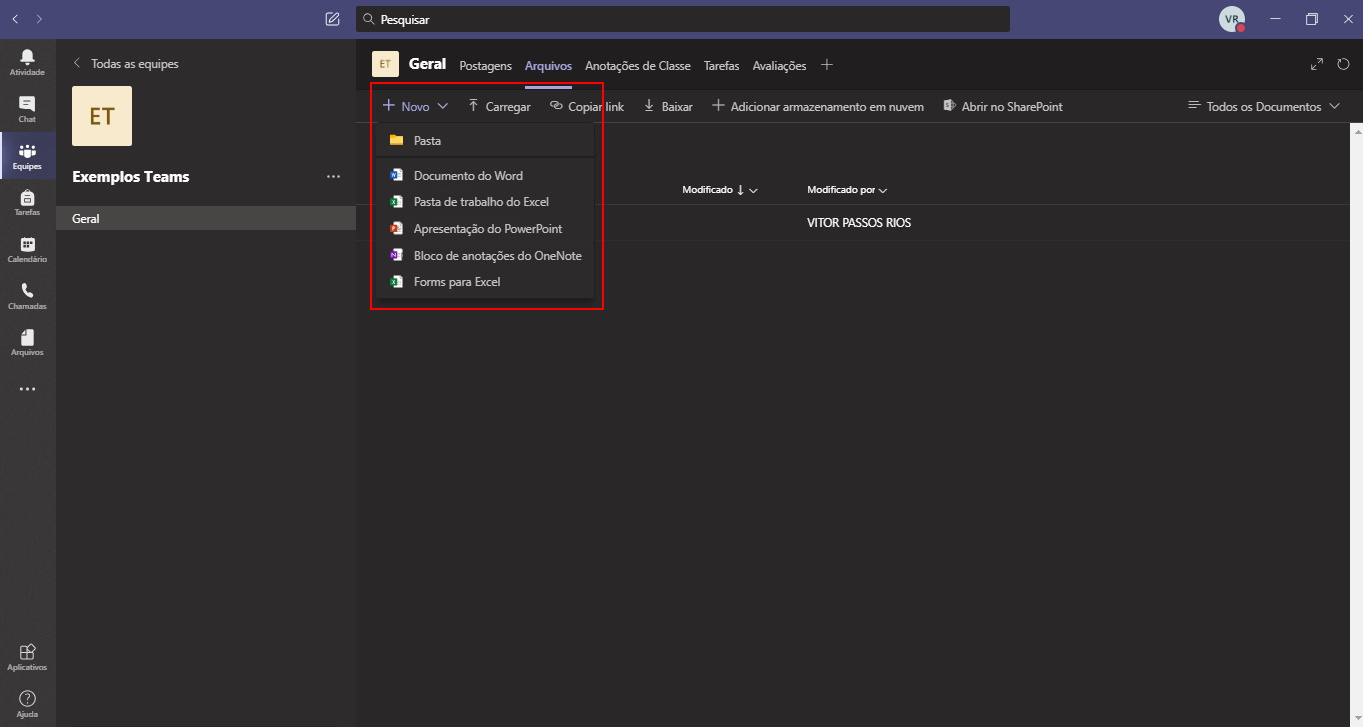 Pesquisar
VR
Atividade
Chat
Equipes
Tarefas
Calendário
Chamadas
Arquivos
Aplicativos
Ajuda
Todas as equipes
ET
Exemplos Teams
Geral
ET Geral Postagens Arquivos Anotações de Classe Tarefas Avaliações
Novo Carregar Copiar link Baixar Adicionar armazenamento em nuvem Abrir no SharePoint Todos os Documentos
Pasta
Documento do Word
Pasta de trabalho do Excel
Apresentação do PowerPoint
Bloco de anotações do OneNote
Forms para Excel
Modificado Modificado por
VITOR PASSOS RIOS